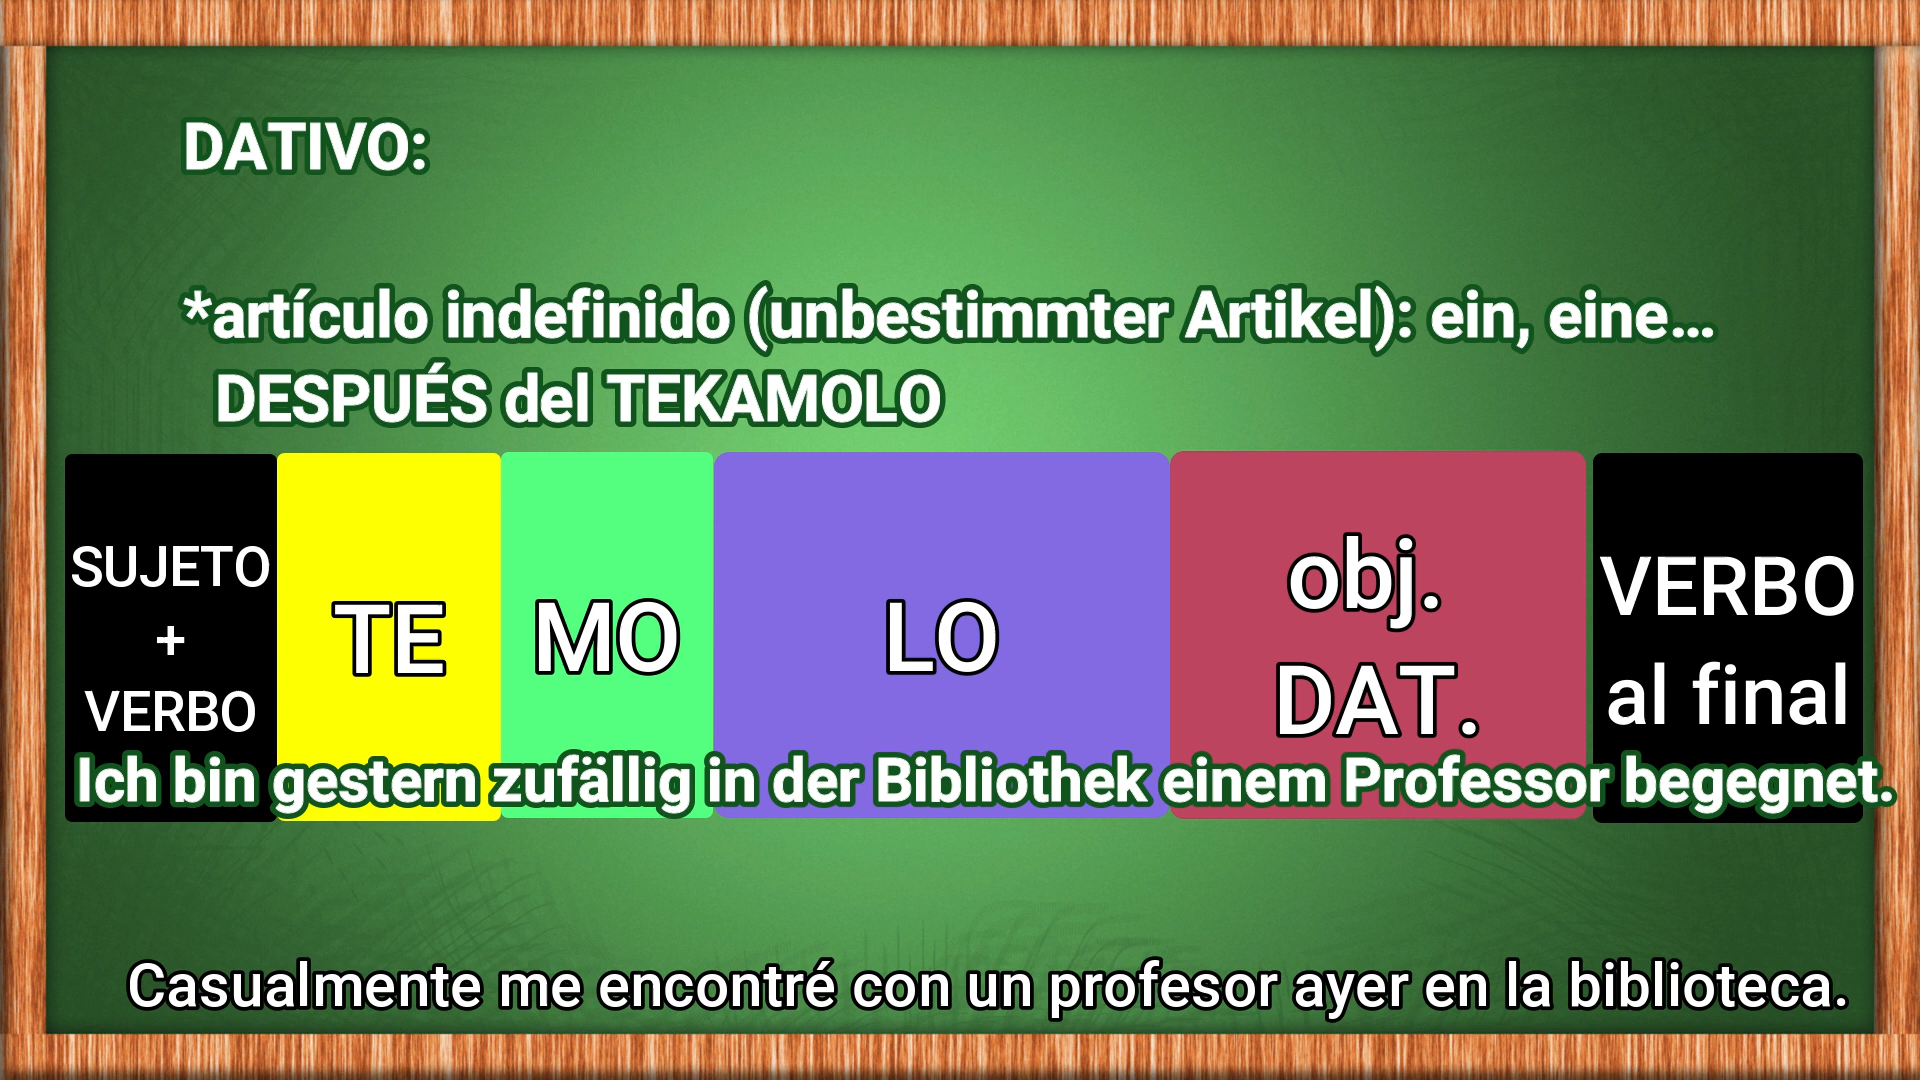 DATIVO:
*artículo indefinido (unbestimmter Artikel): ein, eine...
DESPUÉS del TEKAMOLO
SUJETO
+
VERBO
TE
MO
LO
obj.
DAT.
VERBO
al final
Ich bin gestern zufällig in der Bibliothek einem Professor begegnet.
Casualmente me encontré con un profesor ayer en la biblioteca.